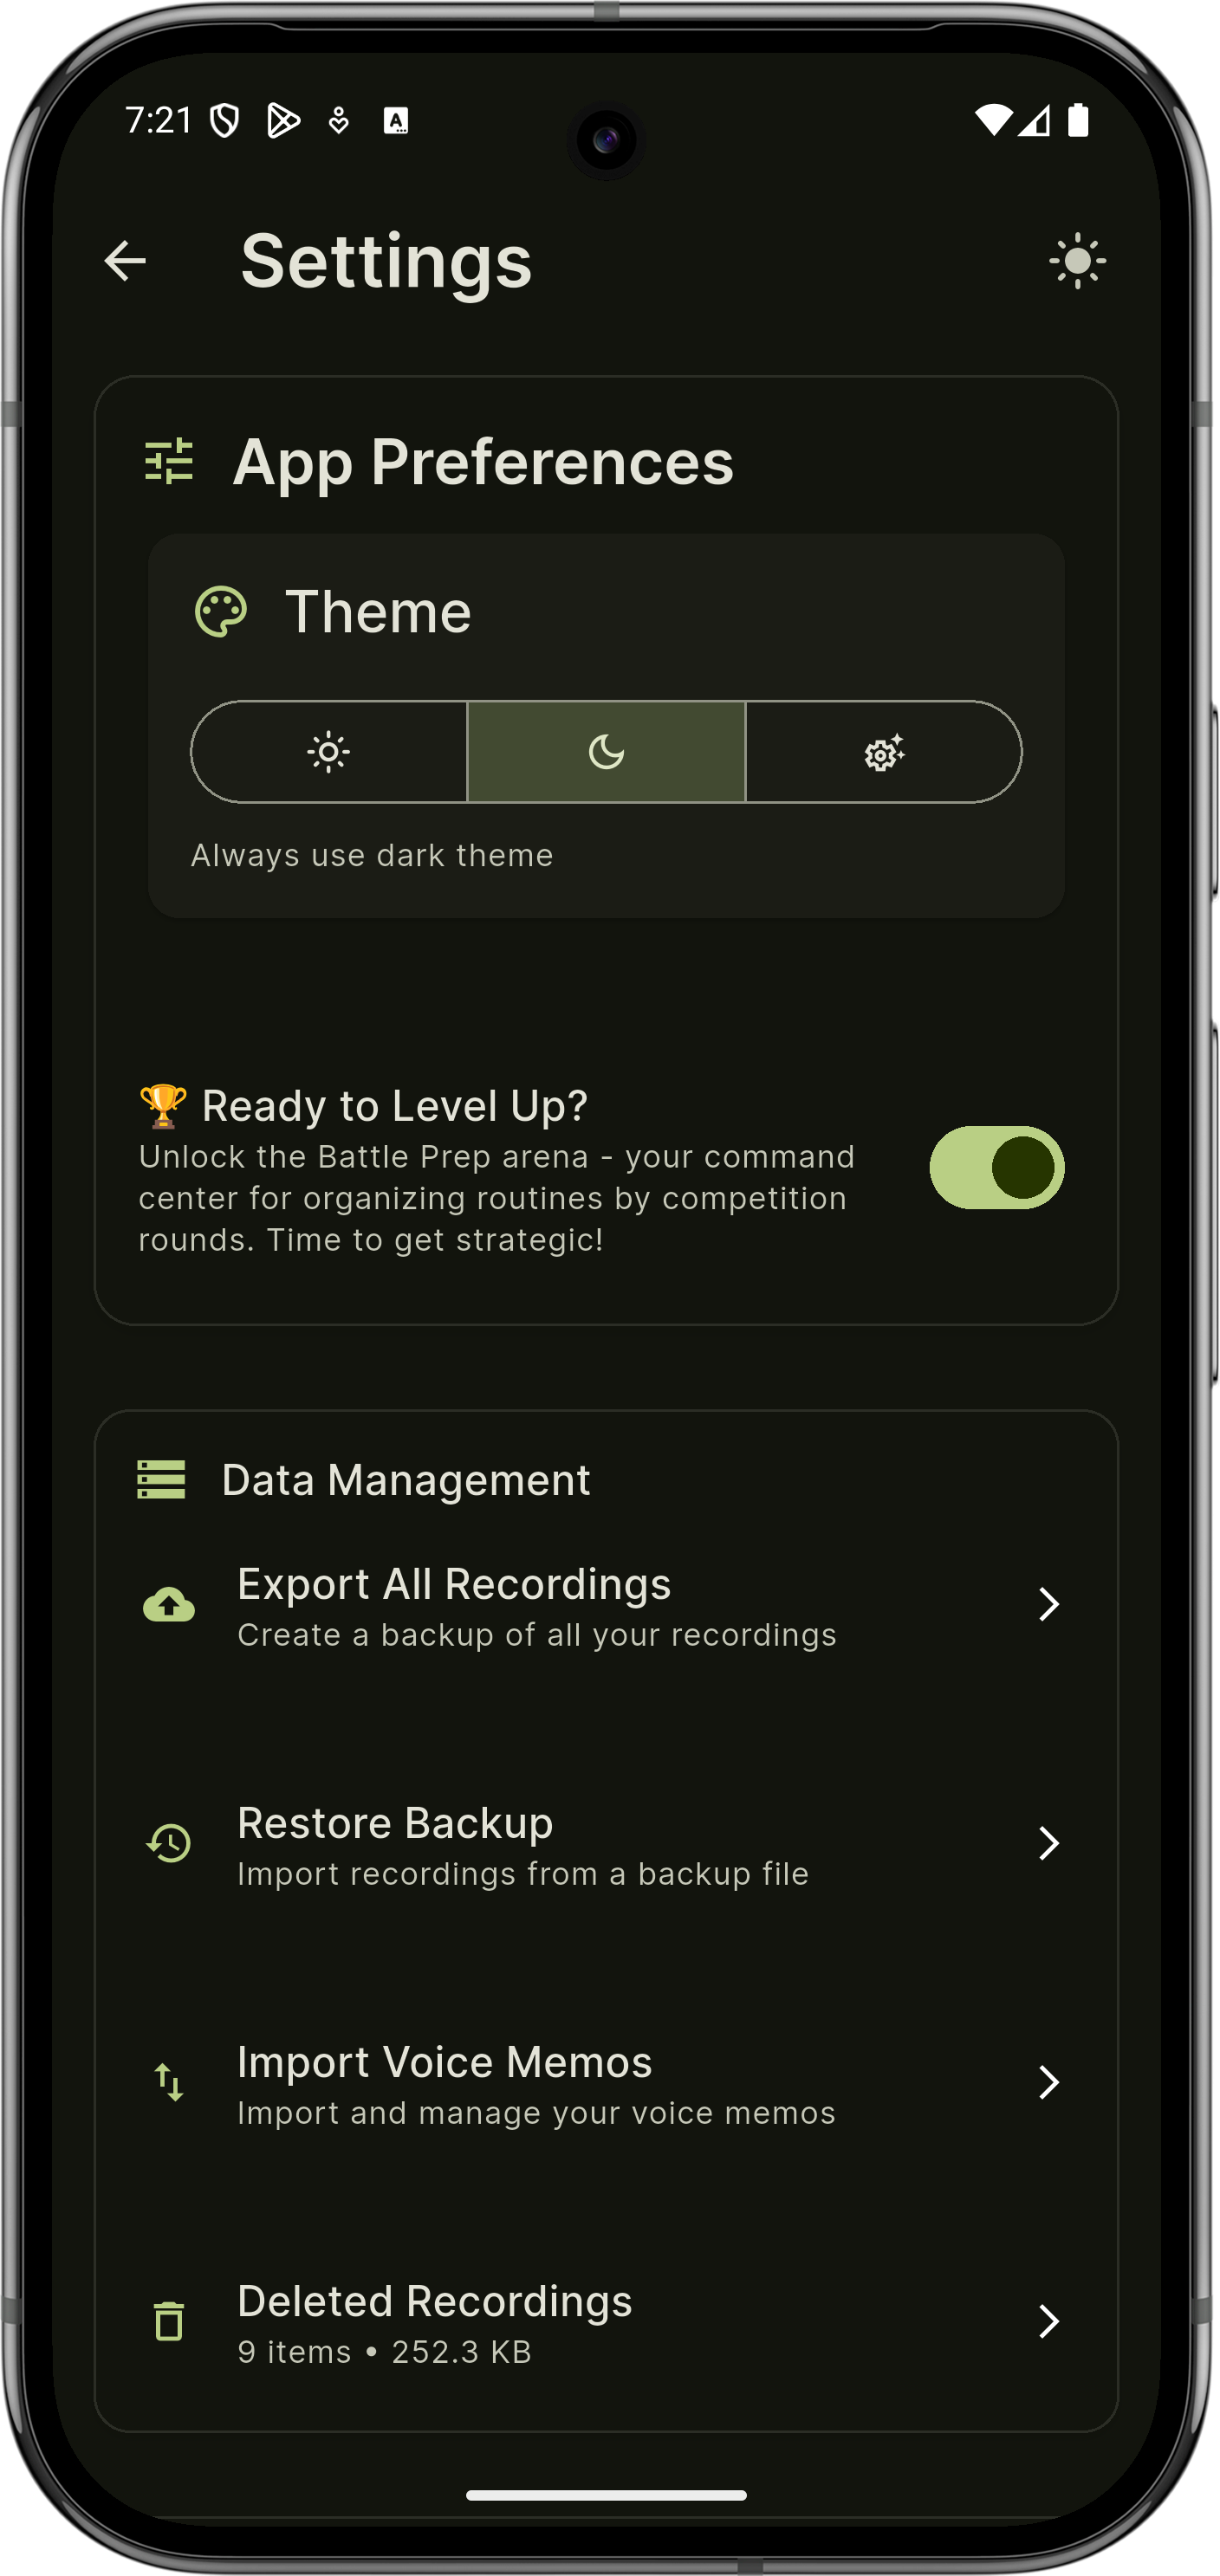 7:21
Settings
App Preferences
Theme
Always use dark theme
🏆 Ready to Level Up?
Unlock the Battle Prep arena - your command
center for organizing routines by competition
rounds. Time to get strategic!
Data Management
Export All Recordings
Create a backup of all your recordings
Restore Backup
Import recordings from a backup file
Import Voice Memos
Import and manage your voice memos
Deleted Recordings
9 items • 252.3 KB